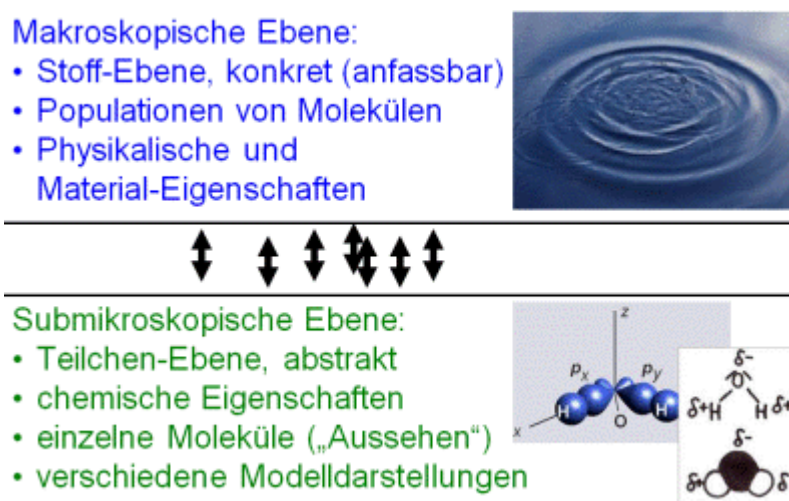 Makroskopische Ebene:
• Stoff-Ebene, konkret (anfassbar)
• Populationen von Molekülen
• Physikalische und
Material-Eigenschaften
Submikroskopische Ebene:
• Teilchen-Ebene, abstrakt
• chemische Eigenschaften
• einzelne Moleküle („Aussehen“)
• verschiedene Modelldarstellungen
z
px py
H H
x O
δ-
O
δ+ H H δ+
δ-
δ+ δ